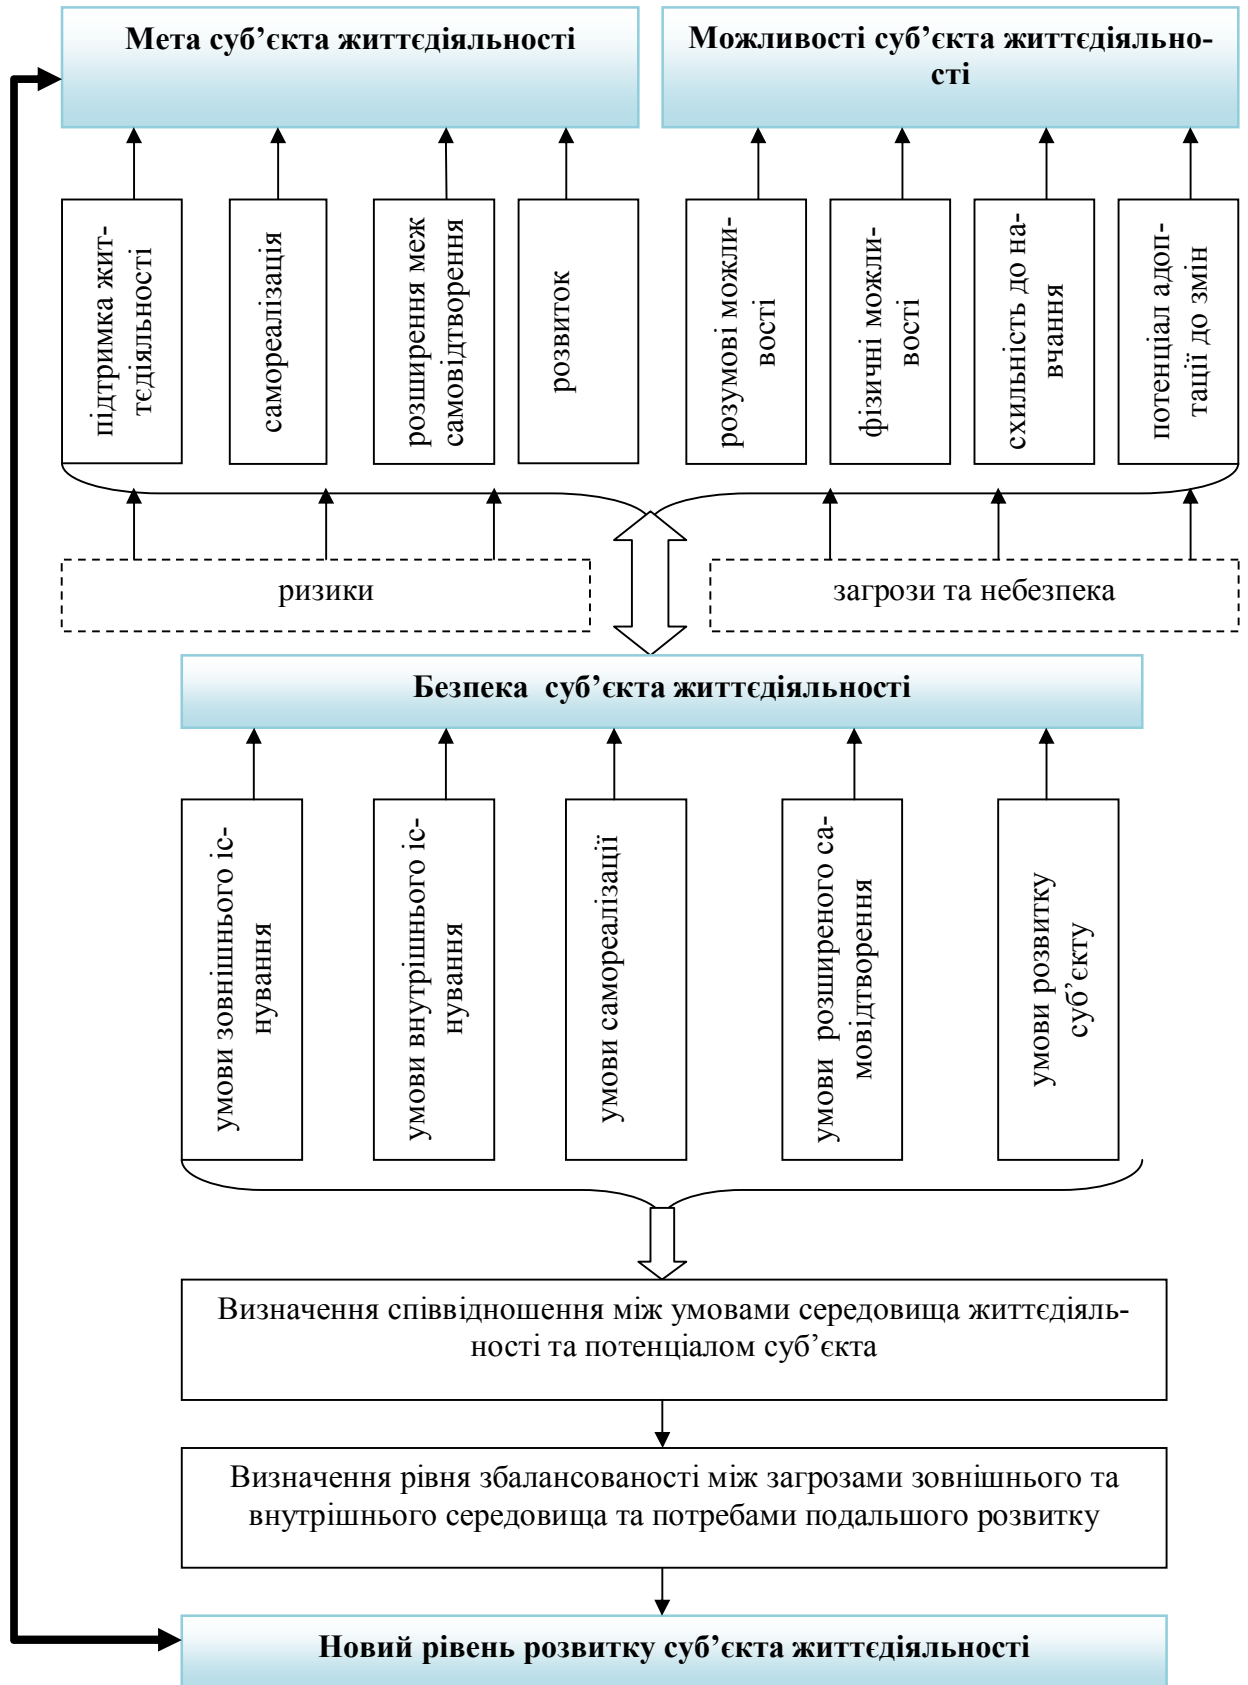 Мета суб’єкта життєдіяльності
Можливості суб’єкта життєдіяльно-
сті
підтримка жит-
тєдіяльності
самореалізація
розширення меж
самовідтворення
розвиток
розумові можли-
вості
фізичні можли-
вості
схильність до на-
вчання
потенціал адоп-
тації до змін
ризики
загрози та небезпека
Безпека  суб’єкта життєдіяльності
умови зовнішнього іс-
нування
умови внутрішнього іс-
нування
умови самореалізації
умови  розширеного са-
мовідтворення
умови розвитку
суб’єкту
Визначення співвідношення між умовами середовища життєдіяль-
ності та потенціалом суб’єкта
Визначення рівня збалансованості між загрозами зовнішнього та
внутрішнього середовища та потребами подальшого розвитку
Новий рівень розвитку суб’єкта життєдіяльності